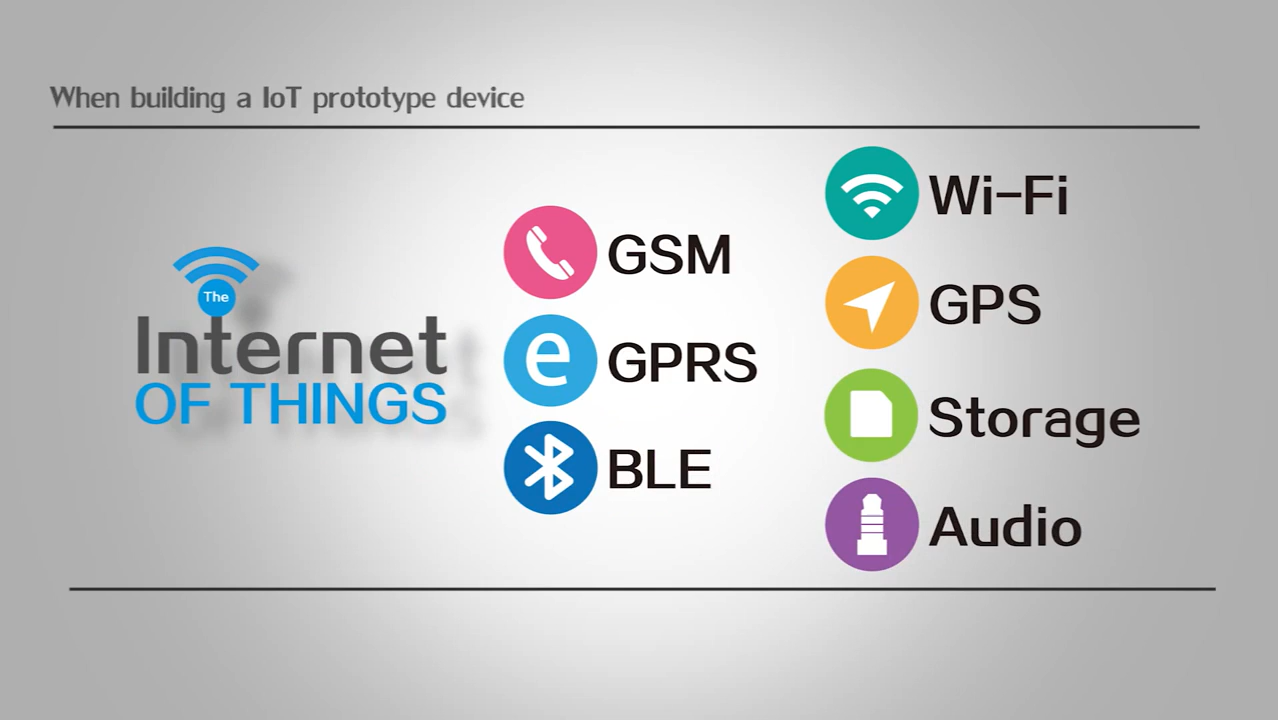 When building a IoT prototype device
The
Internet
OF THINGS
GSM
e
GPRS
BLE
Wi-Fi
GPS
Storage
Audio